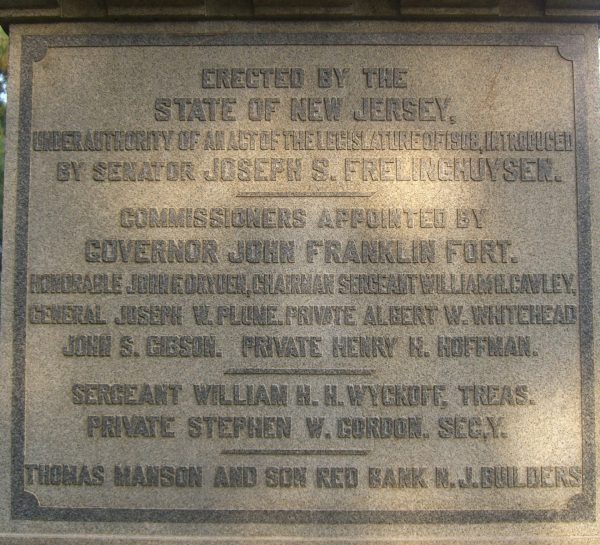 ERECTED BY THE
STATE OF NEW JERSEY,
UNDER AUTHORITY OF AN ACT OF THE LEGISLATURE OF 1908, INTRODUCED
BY SENATOR JOSEPH S. FRELINGHUYSEN.
COMMISSIONERS APPOINTED BY
GOVERNOR JOHN FRANKLIN FORT.
HONORABLE JOHN F. DRYDEN, CHAIRMAN SERGEANT WILLIAM H. CAWLEY,
GENERAL JOSEPH W. PLUME. PRIVATE ALBERT W. WHITEHEAD
JOHN S. GIBSON. PRIVATE HENRY H. HOFFMAN.
SERGEANT WILLIAM H. H. WYCKOFF, TREAS.
PRIVATE STEPHEN W. GORDON. SEC,Y.
THOMAS MANSON AND SON RED BANK N.J. BUILDERS